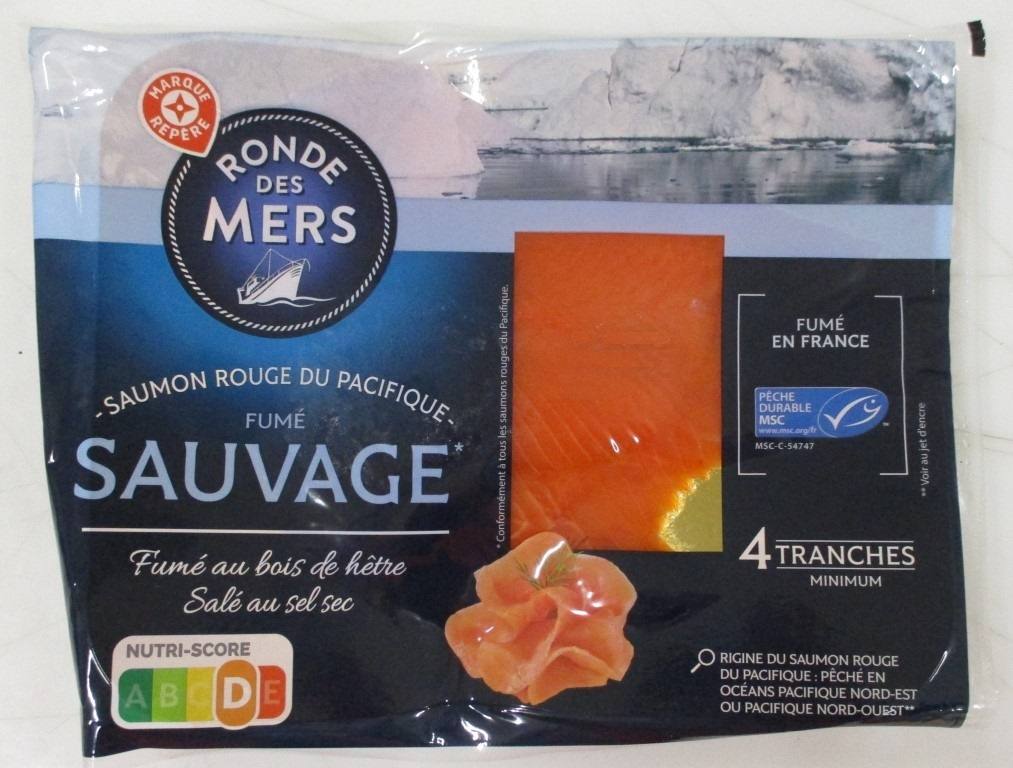 MARQUE
REPÈRE
RONDE
DES
MERS
- SAUMON ROUGE DU PACIFIQUE -
FUMÉ
SAUVAGE*
Fumé au bois de hêtre
Salé au sel sec
NUTRI-SCORE
A B C D E
* Conformément à tous les saumons rouges du Pacifique.
FUMÉ
EN FRANCE
PÊCHE
DURABLE
MSC
www.msc.org/fr
TM
MSC-C-54747
** Voir au jet d'encre
4 TRANCHES
MINIMUM
ORIGINE DU SAUMON ROUGE
DU PACIFIQUE : PÊCHÉ EN
OCÉANS PACIFIQUE NORD-EST
OU PACIFIQUE NORD-OUEST**